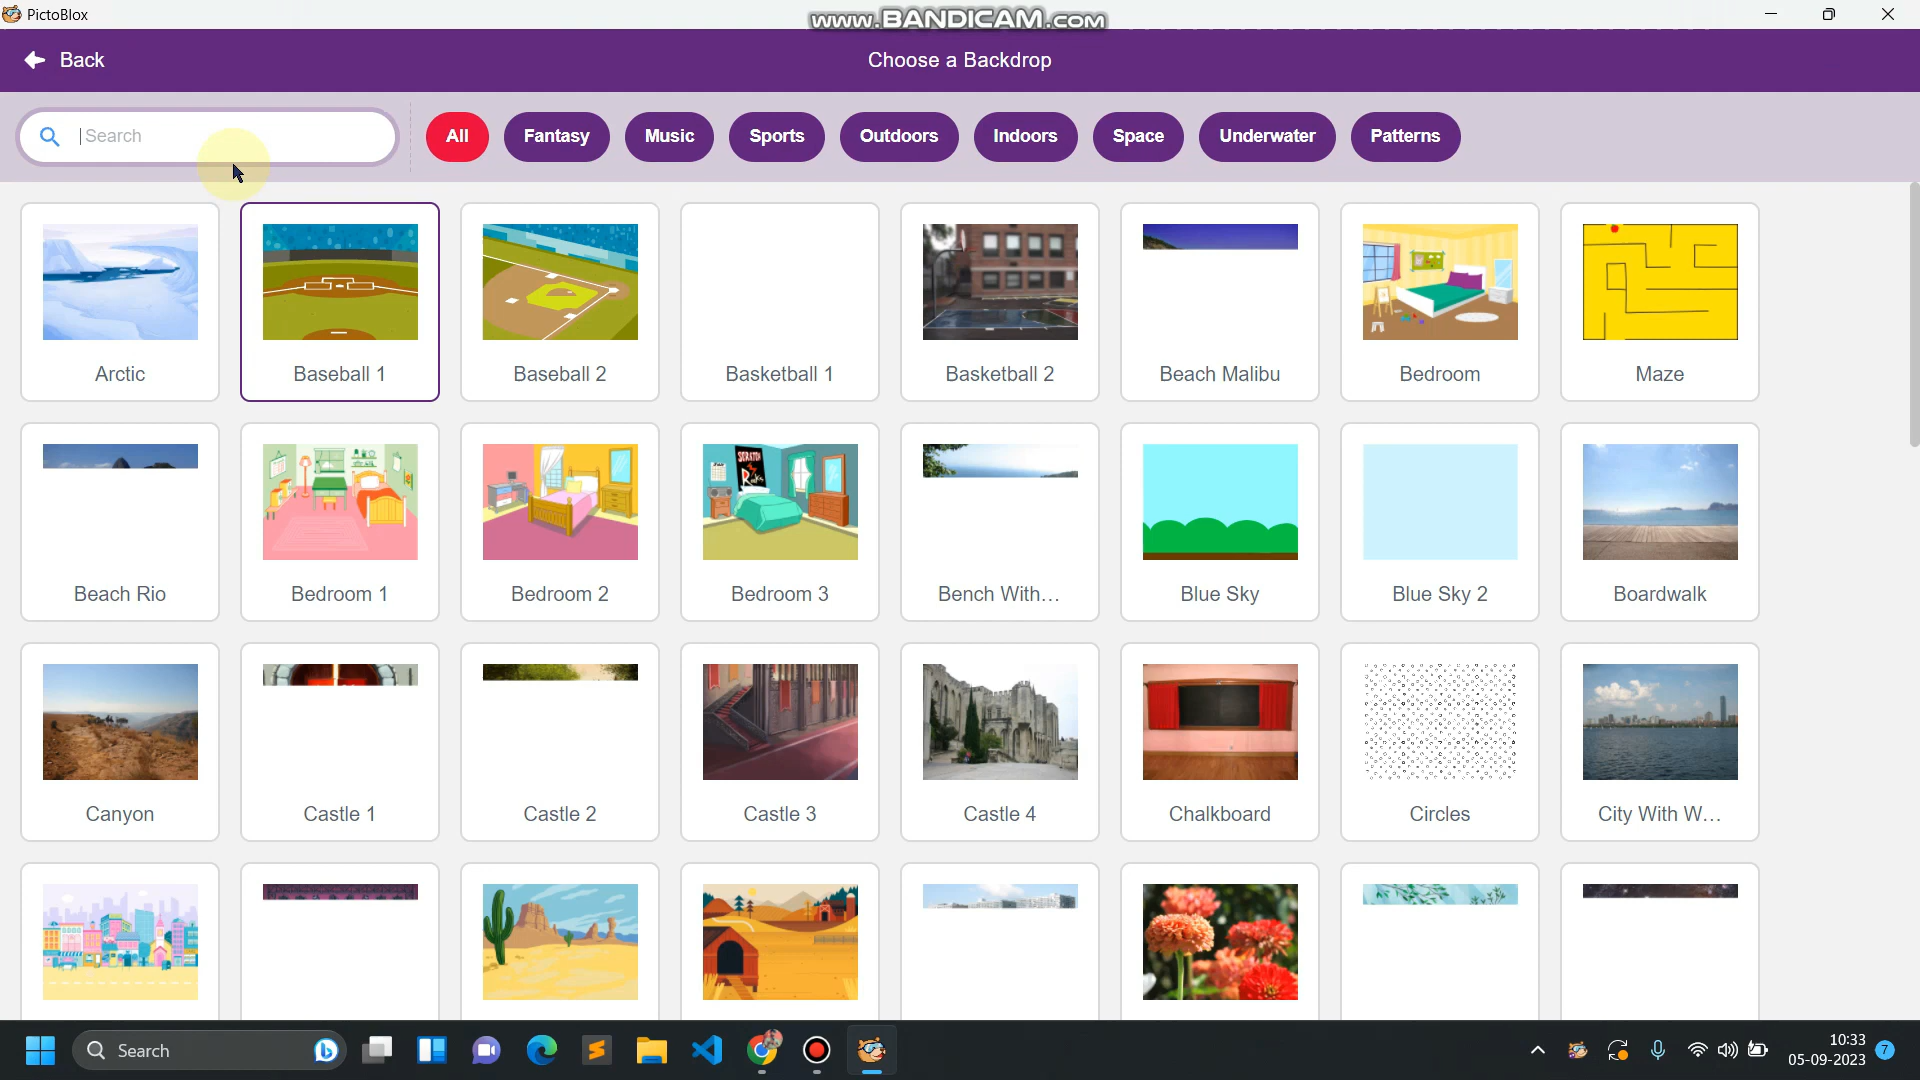 PictoBlox
www.BANDICAM.com
Back
Choose a Backdrop
Search
All
Fantasy
Music
Sports
Outdoors
Indoors
Space
Underwater
Patterns
Arctic
Baseball 1
Baseball 2
Basketball 1
Basketball 2
Beach Malibu
Bedroom
Maze
SCRATCH
Rocks
Beach Rio
Bedroom 1
Bedroom 2
Bedroom 3
Bench With...
Blue Sky
Blue Sky 2
Boardwalk
Canyon
Castle 1
Castle 2
Castle 3
Castle 4
Chalkboard
Circles
City With W...
Search
10:33
05-09-2023
7